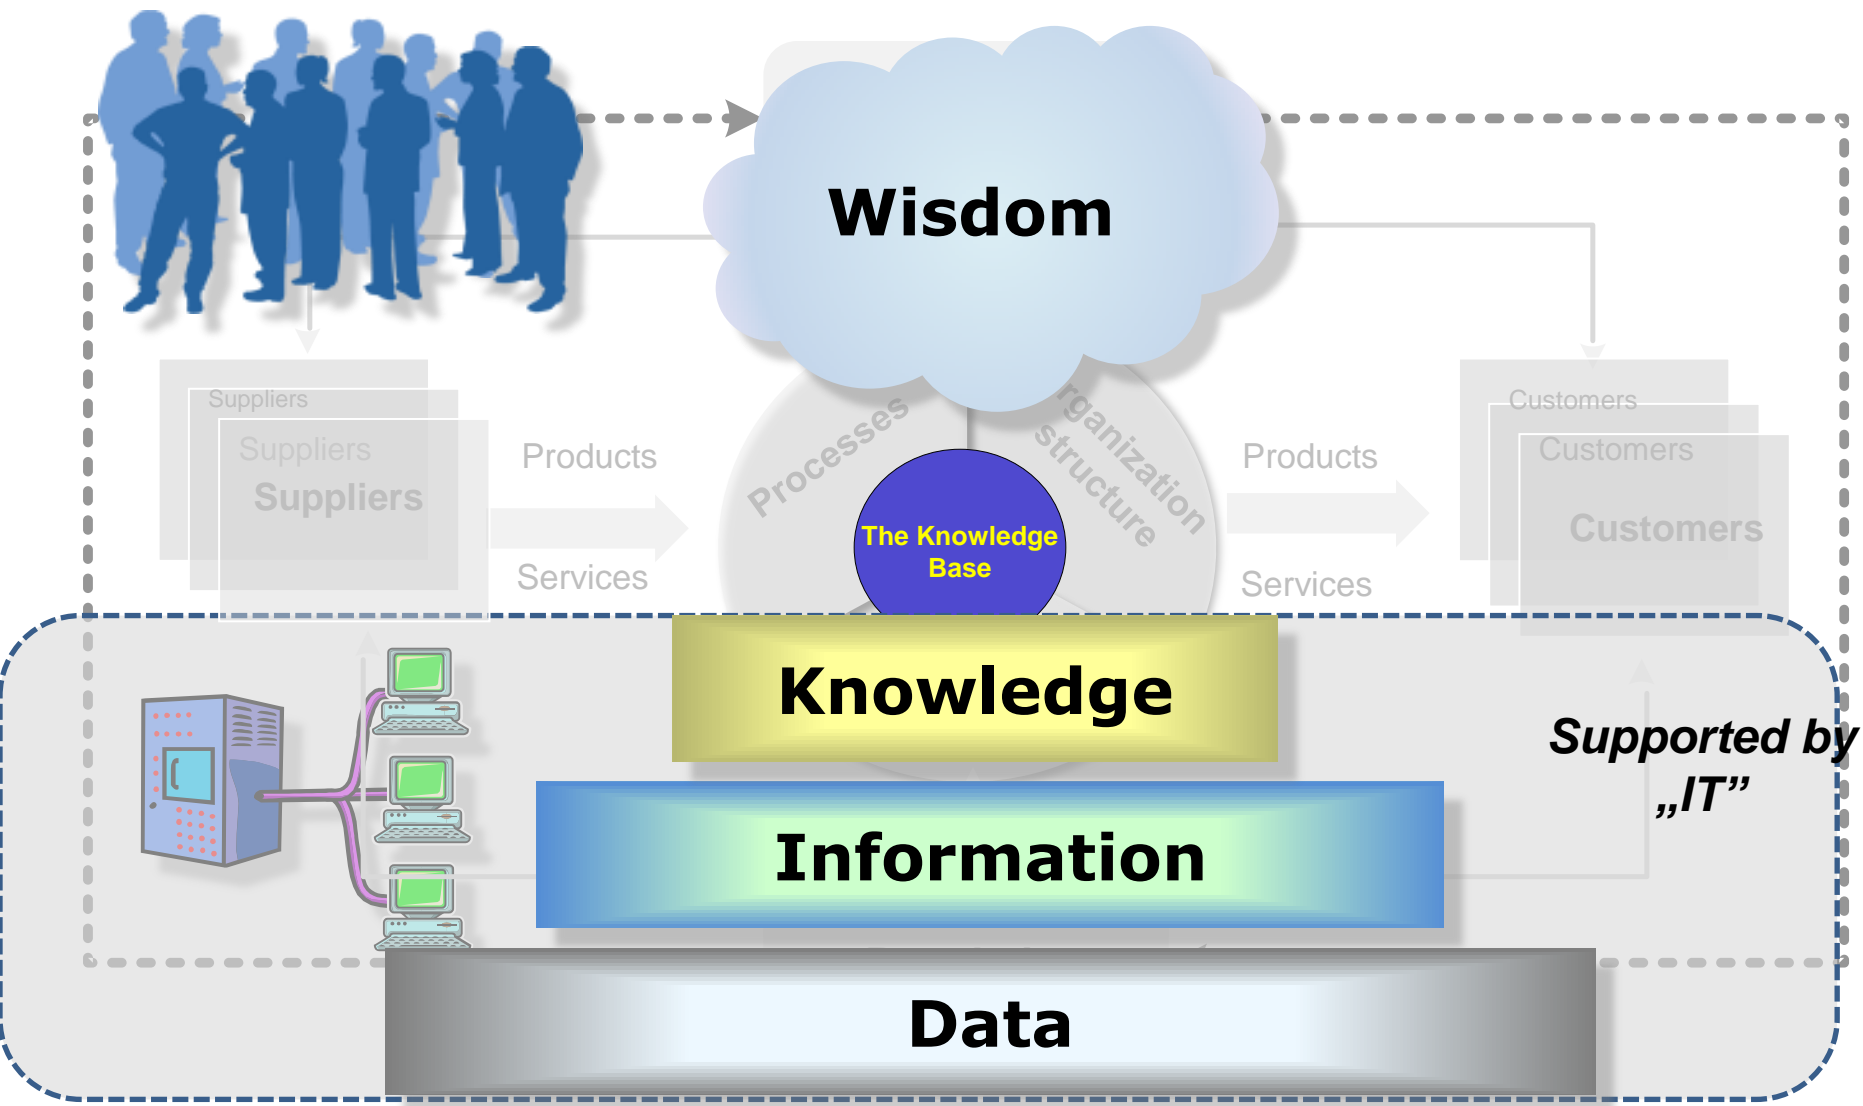 Wisdom
Suppliers
Suppliers
Suppliers
Products
Services
Processes
rganization
structure
The Knowledge
Base
Products
Services
Customers
Customers
Customers
Knowledge
Supported by
„IT”
Information
Data